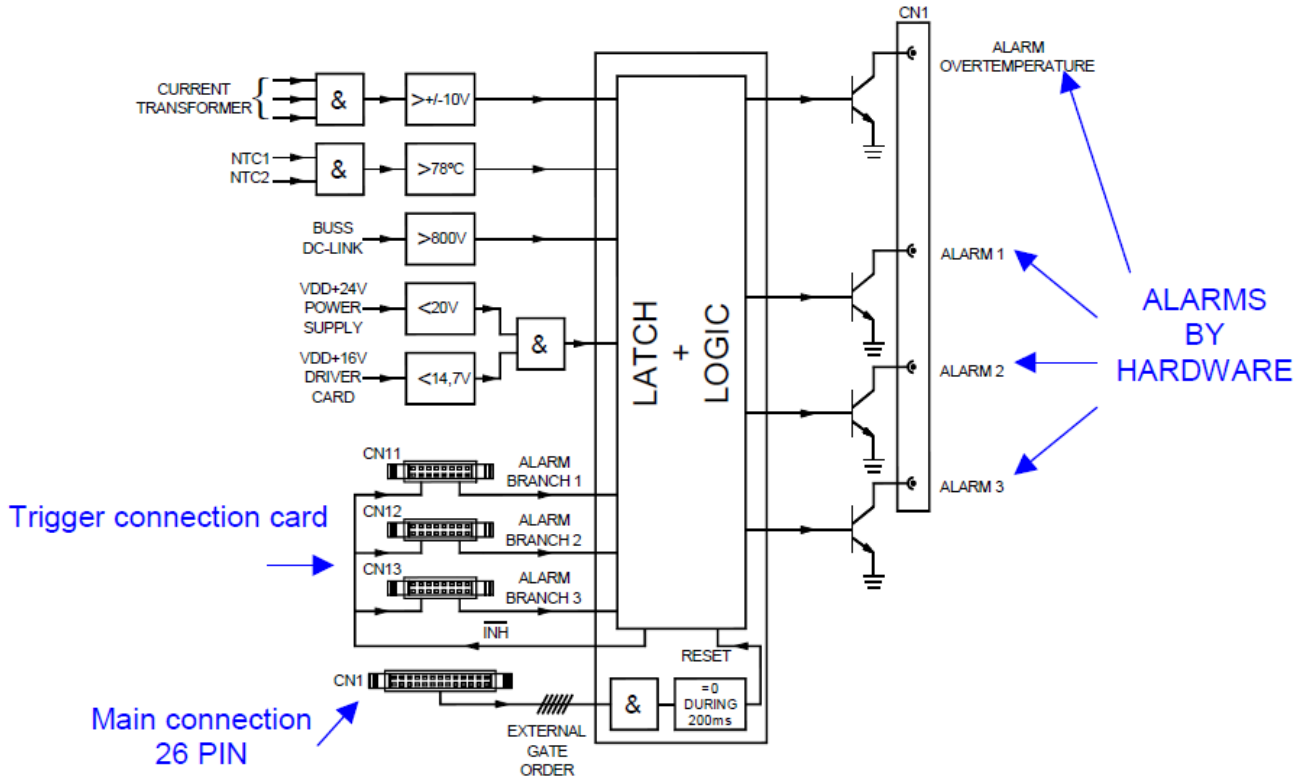 CN1
ALARM
OVERTEMPERATURE
CURRENT
TRANSFORMER
&
>+/-10V
NTC1
NTC2
&
>78ºC
BUSS
DC-LINK
>800V
VDD+24V
POWER
SUPPLY
<20V
VDD+16V
DRIVER
CARD
<14,7V
&
LATCH
+
LOGIC
ALARM 1
ALARM 2
ALARM 3
ALARMS
BY
HARDWARE
CN11
ALARM
BRANCH 1
Trigger connection card
CN12
ALARM
BRANCH 2
CN13
ALARM
BRANCH 3
INH
RESET
CN1
Main connection
26 PIN
EXTERNAL
GATE
ORDER
&
=0
DURING
200ms